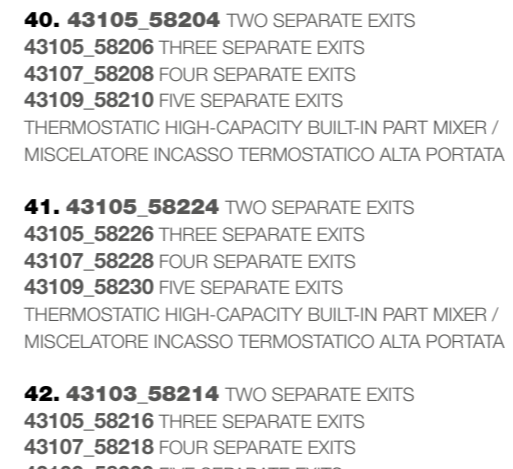 40. 43105_58204 TWO SEPARATE EXITS
43105_58206 THREE SEPARATE EXITS
43107_58208 FOUR SEPARATE EXITS
43109_58210 FIVE SEPARATE EXITS
THERMOSTATIC HIGH-CAPACITY BUILT-IN PART MIXER /
MISCELATORE INCASSO TERMOSTATICO ALTA PORTATA
41. 43105_58224 TWO SEPARATE EXITS
43105_58226 THREE SEPARATE EXITS
43107_58228 FOUR SEPARATE EXITS
43109_58230 FIVE SEPARATE EXITS
THERMOSTATIC HIGH-CAPACITY BUILT-IN PART MIXER /
MISCELATORE INCASSO TERMOSTATICO ALTA PORTATA
42. 43103_58214 TWO SEPARATE EXITS
43105_58216 THREE SEPARATE EXITS
43107_58218 FOUR SEPARATE EXITS
FIVE SEPARATE EXITS